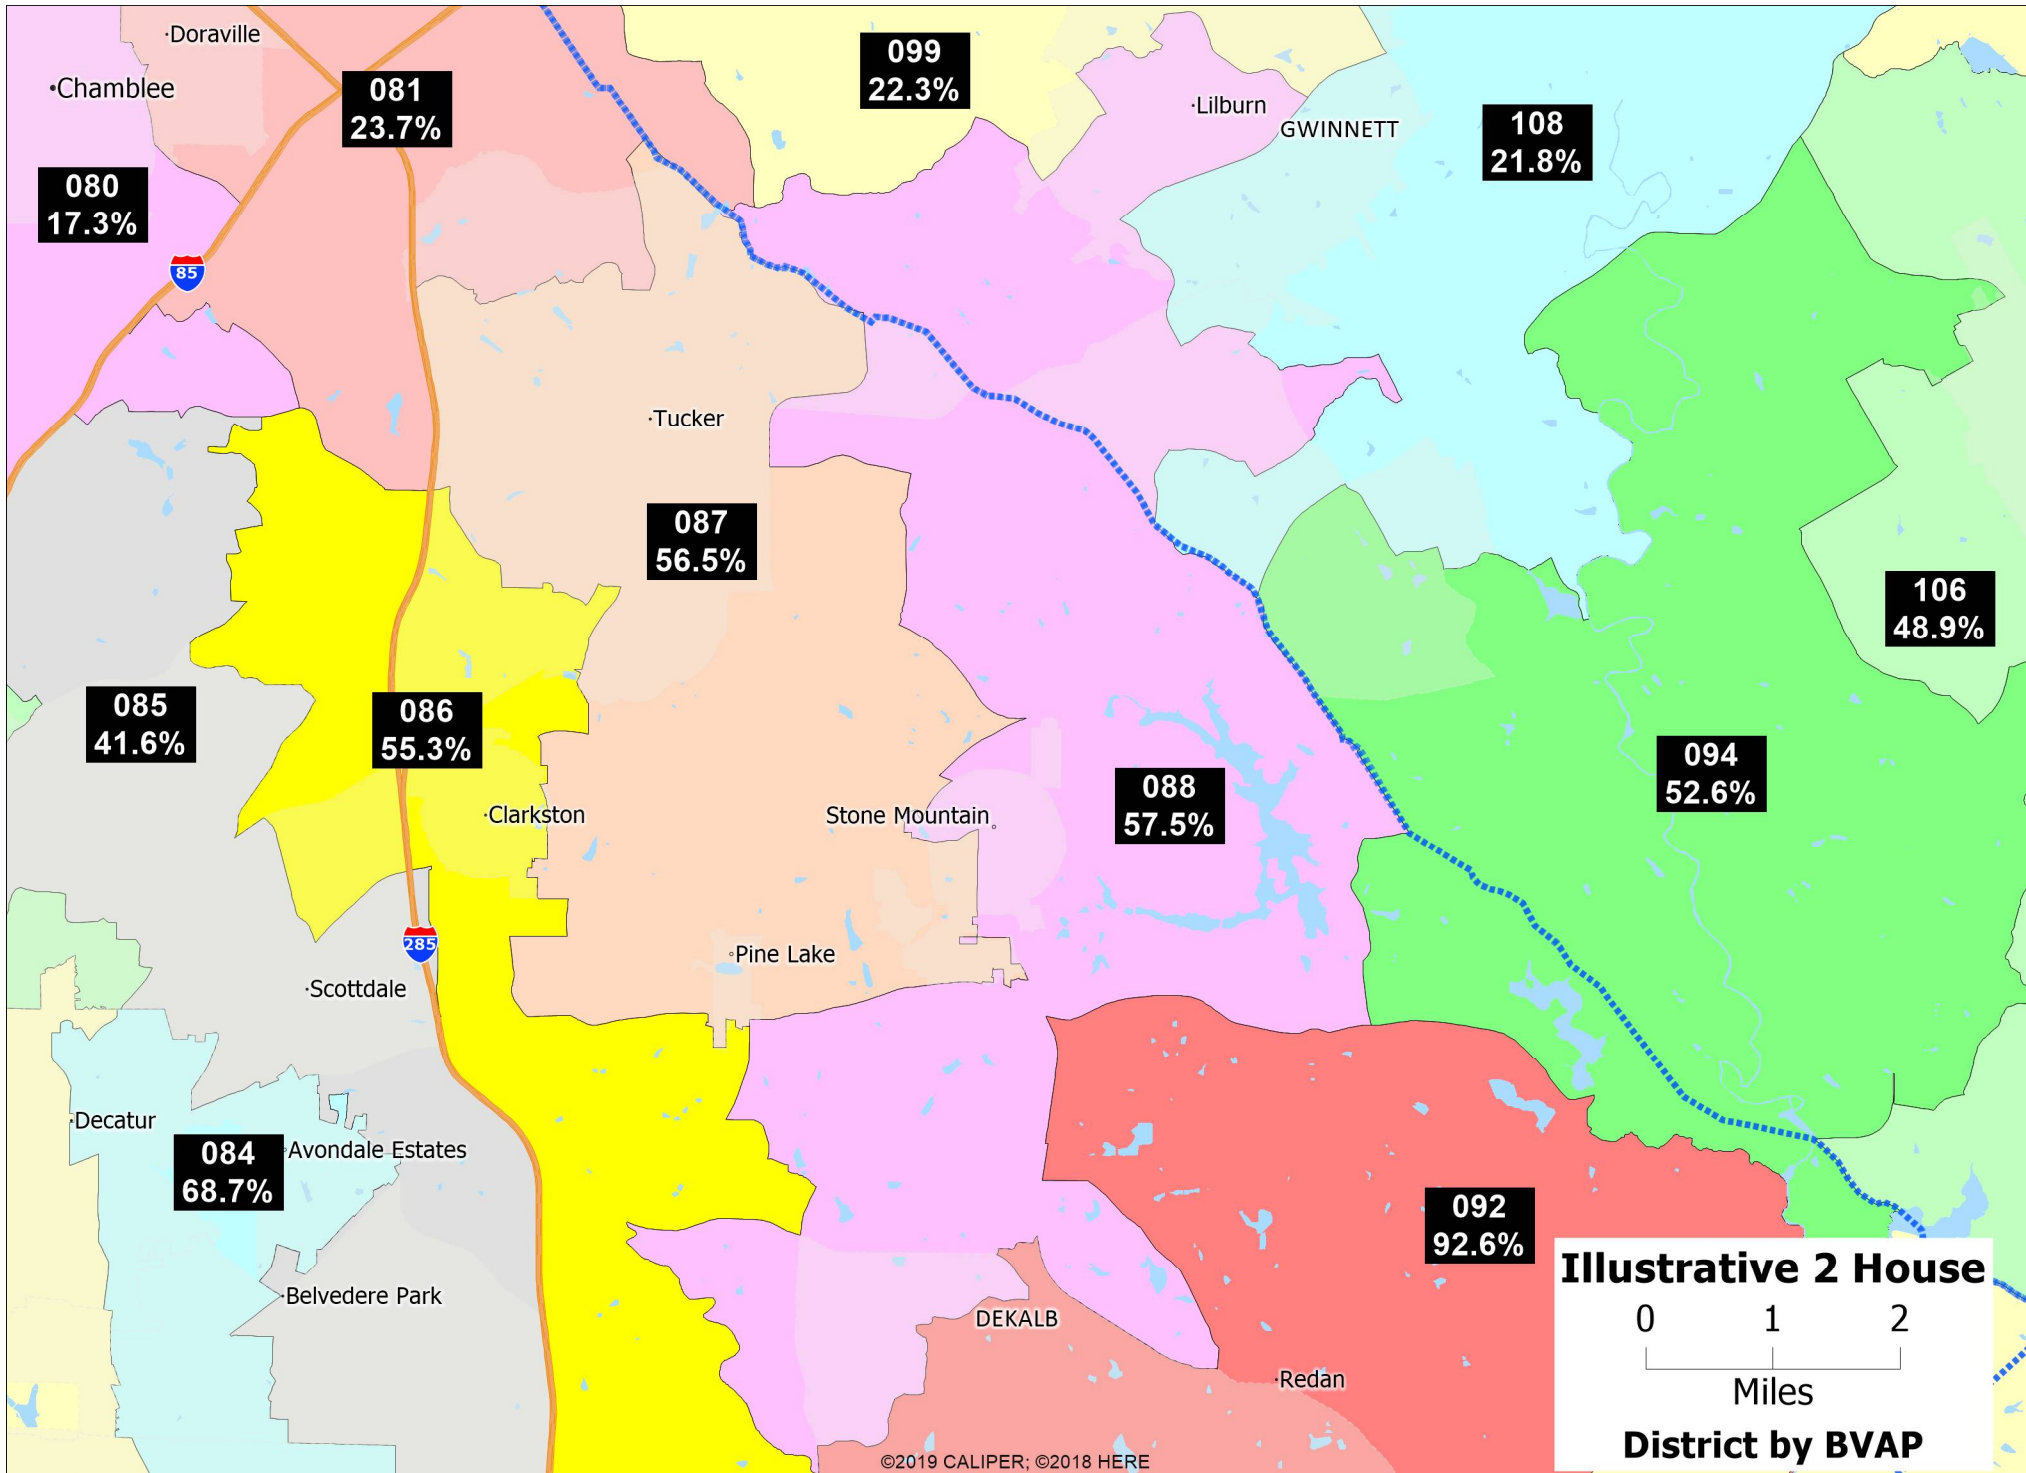 Doraville
Chamblee
081
23.7%
099
22.3%
Lilburn
GWINNETT
108
21.8%
080
17.3%
85
Tucker
087
56.5%
106
48.9%
085
41.6%
086
55.3%
094
52.6%
088
57.5%
Clarkston
Stone Mountain
285
Pine Lake
Scottdale
Decatur
084
68.7%
Avondale Estates
092
92.6%
Belvedere Park
DEKALB
Redan
Illustrative 2 House
0 1 2
Miles
District by BVAP
©2019 CALIPER; ©2018 HERE